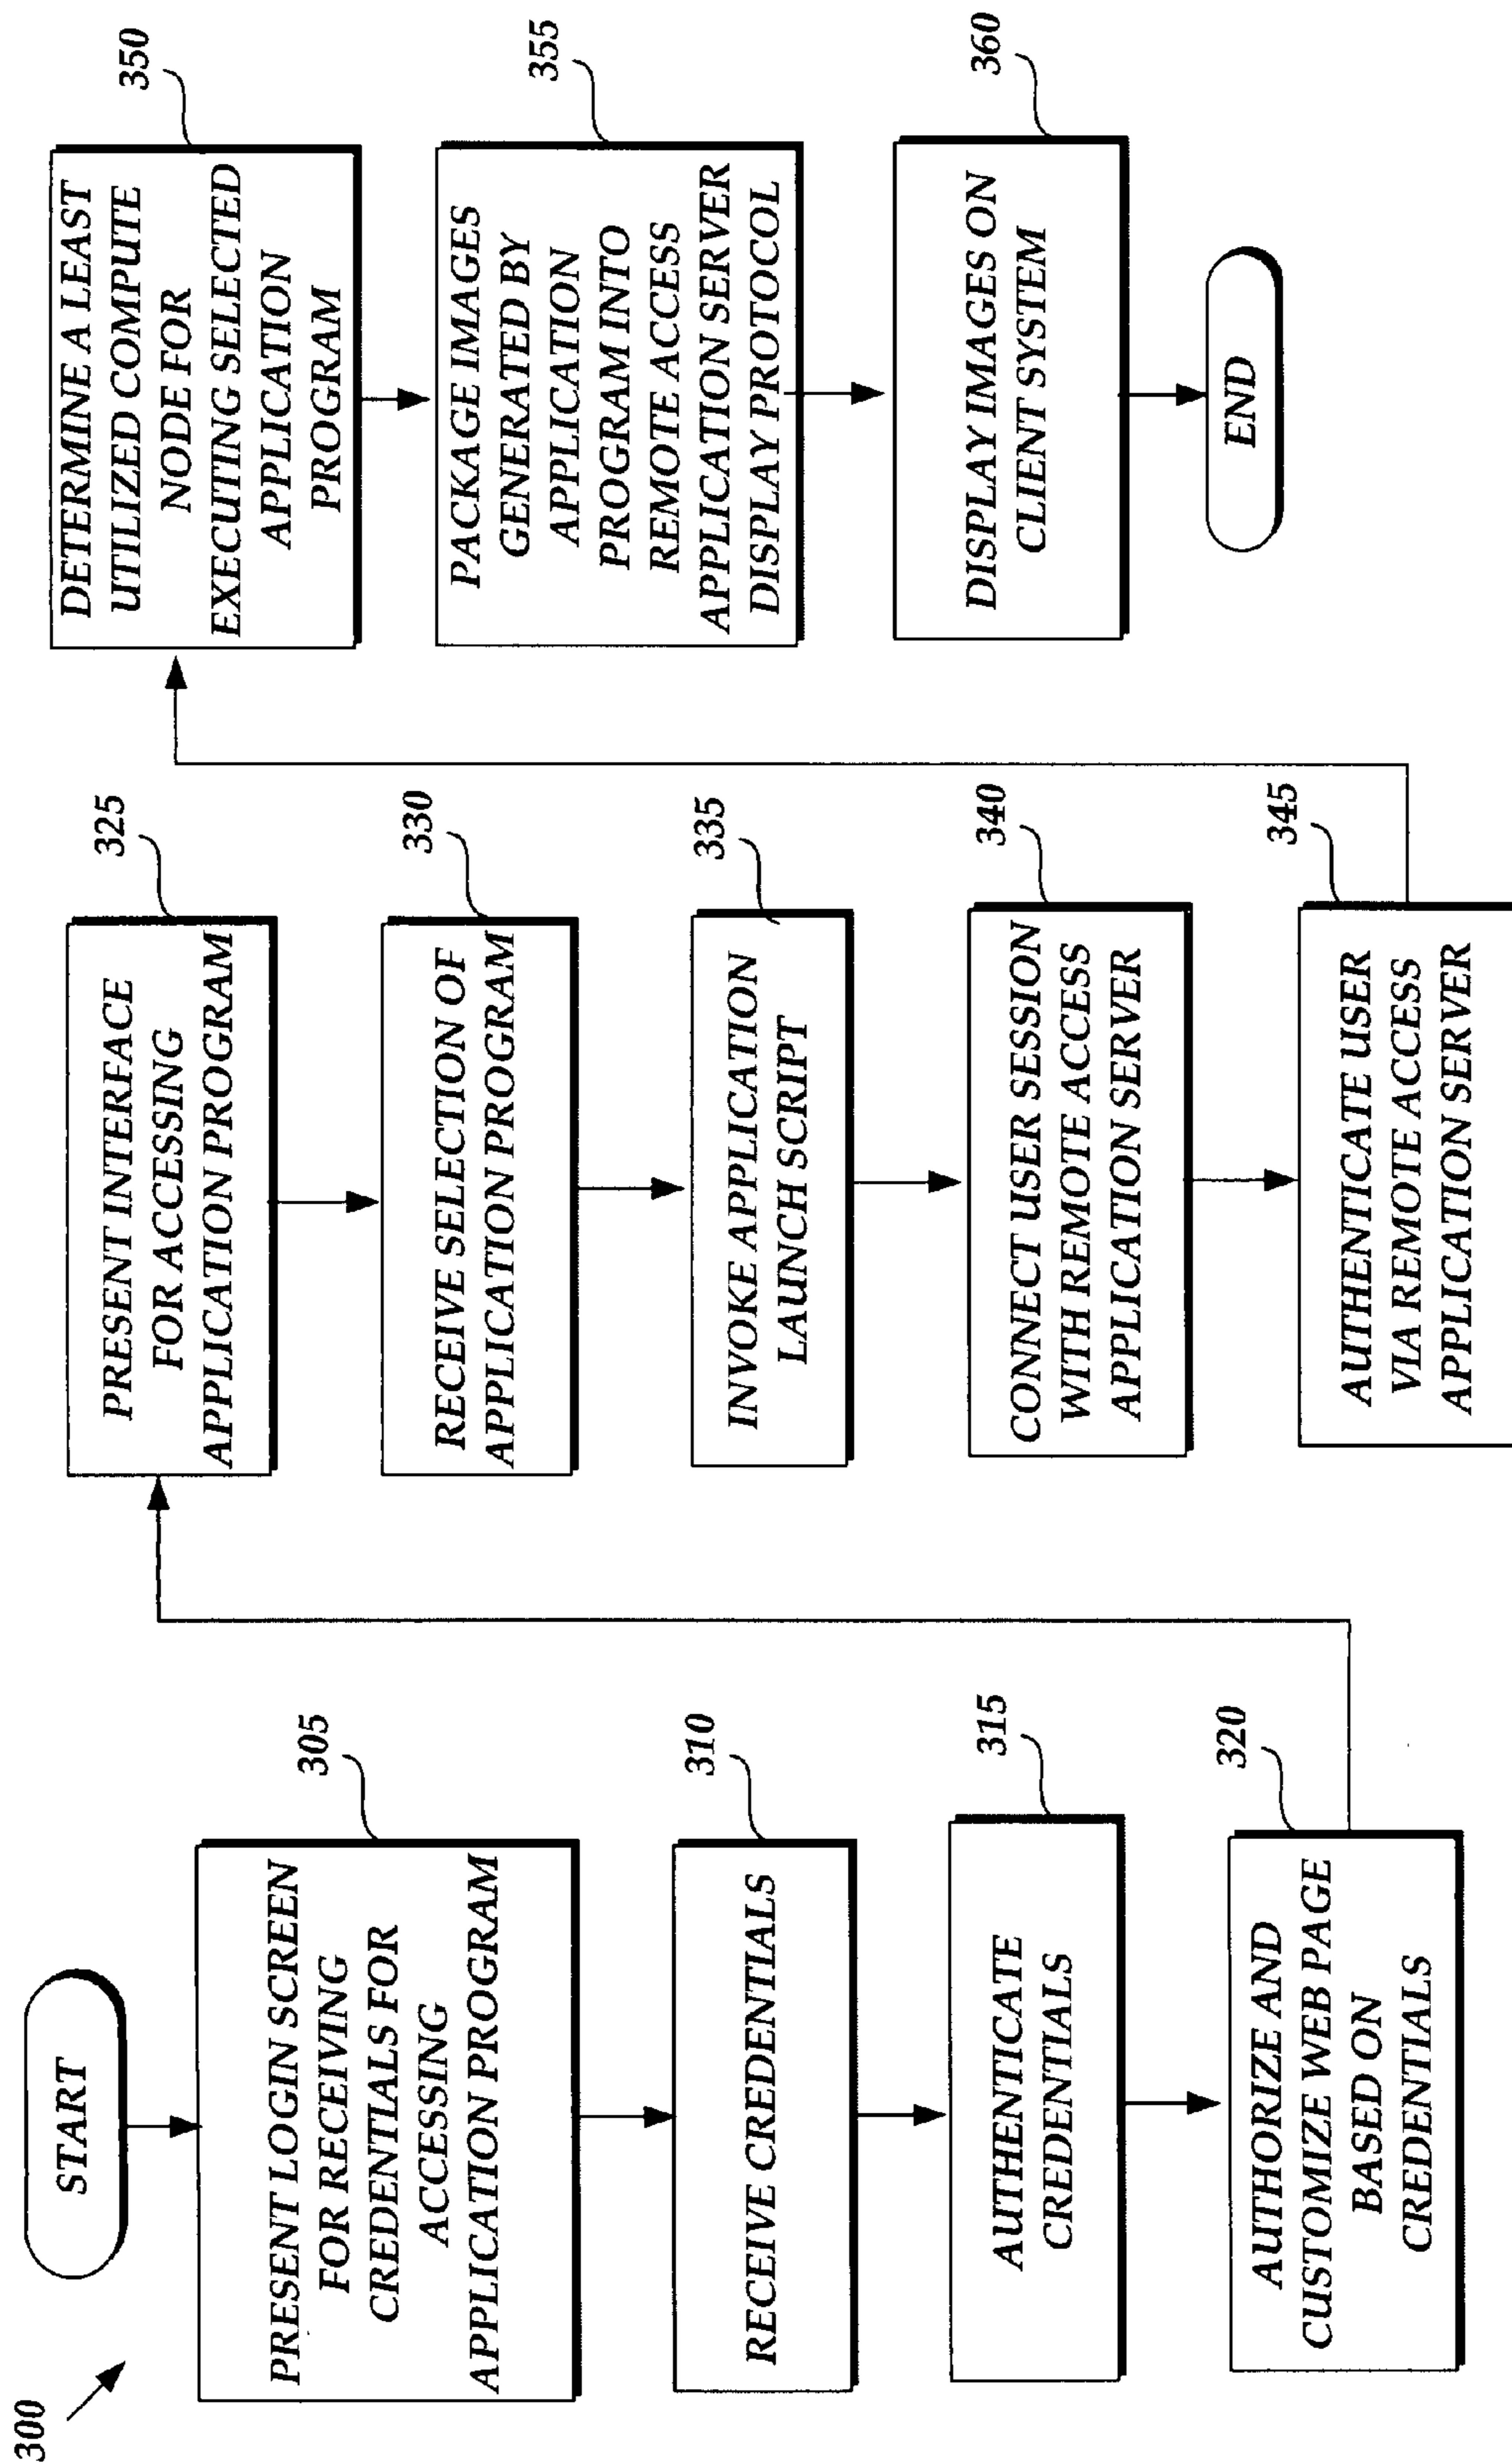 300
START
305
PRESENT LOGIN SCREEN
FOR RECEIVING
CREDENTIALS FOR
ACCESSING
APPLICATION PROGRAM
310
RECEIVE CREDENTIALS
315
AUTHENTICATE
CREDENTIALS
320
AUTHORIZE AND
CUSTOMIZE WEB PAGE
BASED ON
CREDENTIALS
325
PRESENT INTERFACE
FOR ACCESSING
APPLICATION PROGRAM
330
RECEIVE SELECTION OF
APPLICATION PROGRAM
335
INVOKE APPLICATION
LAUNCH SCRIPT
340
CONNECT USER SESSION
WITH REMOTE ACCESS
APPLICATION SERVER
345
AUTHENTICATE USER
VIA REMOTE ACCESS
APPLICATION SERVER
350
DETERMINE A LEAST
UTILIZED COMPUTE
NODE FOR
EXECUTING SELECTED
APPLICATION
PROGRAM
355
PACKAGE IMAGES
GENERATED BY
APPLICATION
PROGRAM INTO
REMOTE ACCESS
APPLICATION SERVER
DISPLAY PROTOCOL
360
DISPLAY IMAGES ON
CLIENT SYSTEM
END